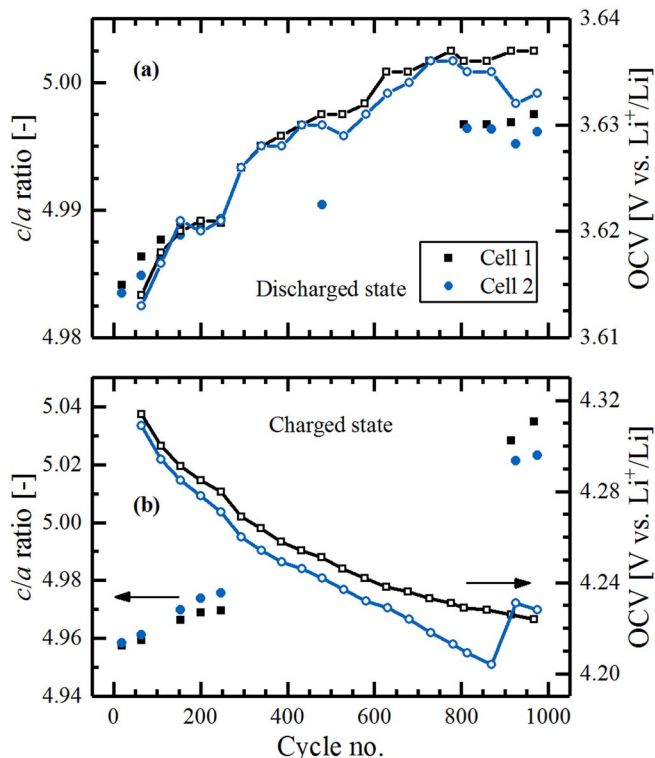 3.64
5.00
(a)
3.63
4.99
3.62
c/a ratio [-]
OCV [V vs. Li⁺/Li]
Cell 1
Cell 2
Discharged state
4.98
3.61
5.04
4.32
Charged state
5.02
4.28
(b)
5.00
c/a ratio [-]
OCV [V vs. Li⁺/Li]
4.98
4.23
4.96
4.20
4.94
0 200 400 600 800 1000
Cycle no.